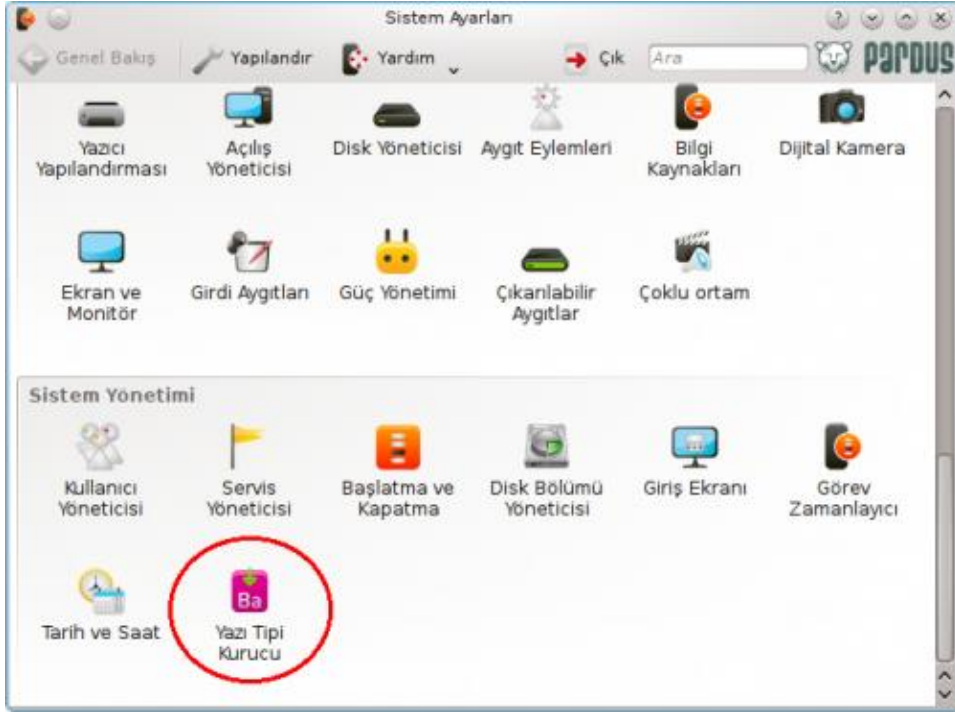 Sistem Ayarları
Genel Bakış Yapılandır Yardım Çık Ara PARDUS
Yazıcı Yapılandırması
Açılış Yöneticisi
Disk Yöneticisi
Aygıt Eylemleri
Bilgi Kaynakları
Dijital Kamera
Ekran ve Monitör
Girdi Aygıtları
Güç Yönetimi
Çıkarılabilir Aygıtlar
Çoklu ortam
Sistem Yönetimi
Kullanıcı Yöneticisi
Servis Yöneticisi
Başlatma ve Kapatma
Disk Bölümü Yöneticisi
Giriş Ekranı
Görev Zamanlayıcı
Tarih ve Saat
Ba
Yazı Tipi Kurucu